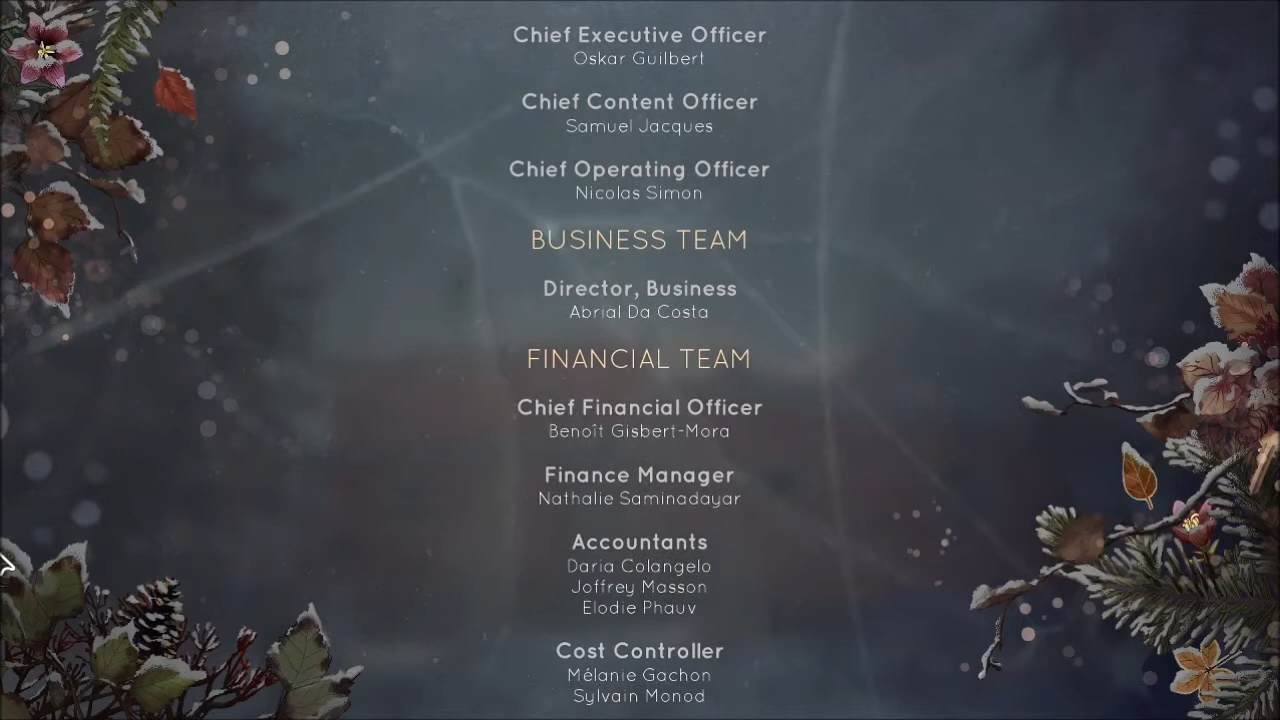 Chief Executive Officer
Oskar Guilbert
Chief Content Officer
Samuel Jacques
Chief Operating Officer
Nicolas Simon
BUSINESS TEAM
Director, Business
Abrial Da Costa
FINANCIAL TEAM
Chief Financial Officer
Benoît Gisbert-Mora
Finance Manager
Nathalie Saminadayar
Accountants
Daria Colangelo
Joffrey Masson
Elodie Phauv
Cost Controller
Mélanie Gachon
Sylvain Monod